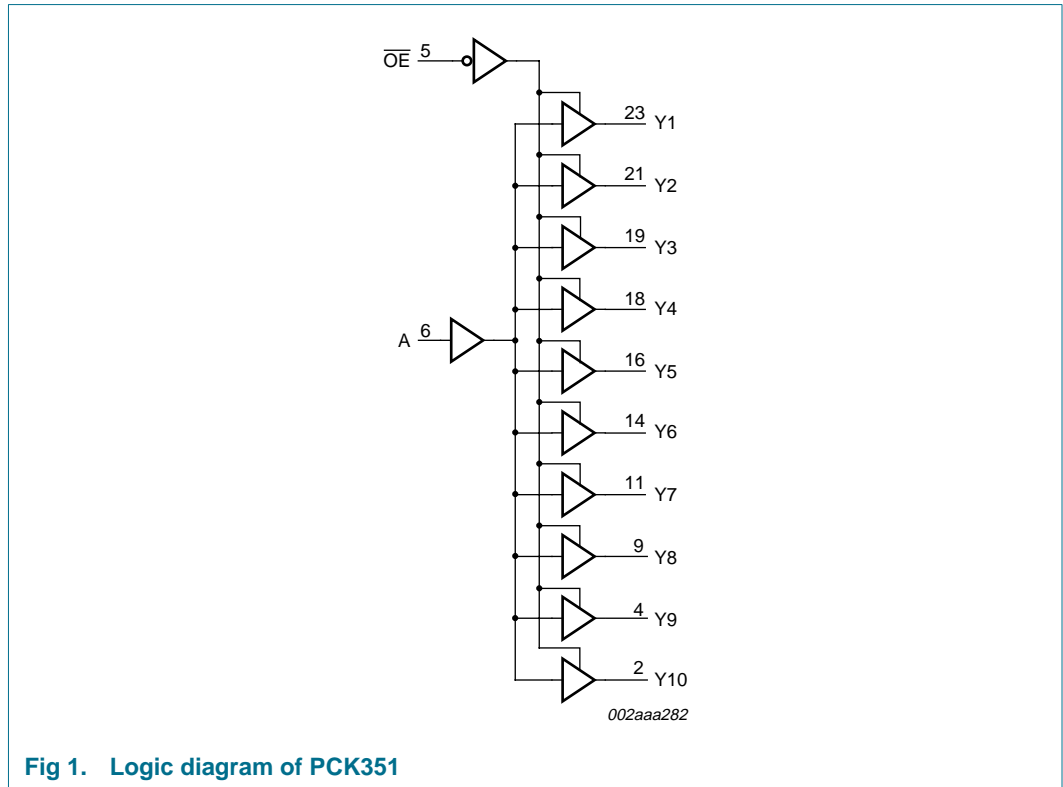 OE 5
23 Y1
21 Y2
19 Y3
18 Y4
A 6
16 Y5
14 Y6
11 Y7
9 Y8
4 Y9
2 Y10
002aaa282
Fig 1. Logic diagram of PCK351